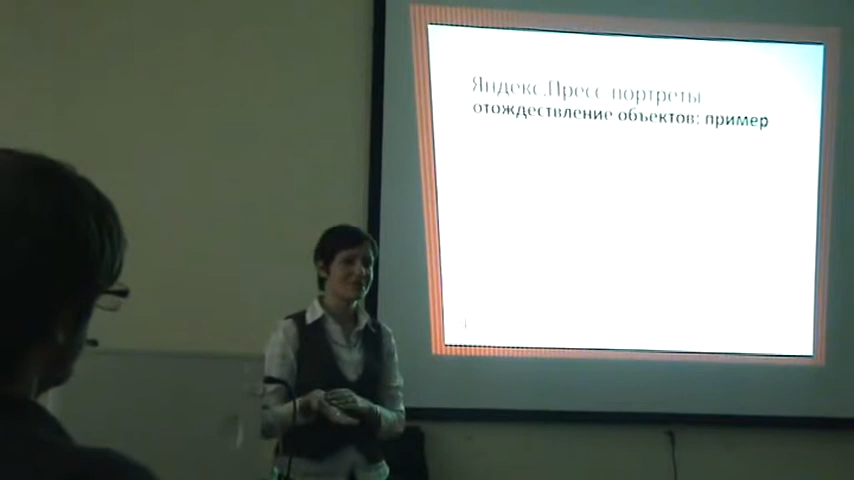 Яндекс.Пресс портреты
отождествление объектов: пример